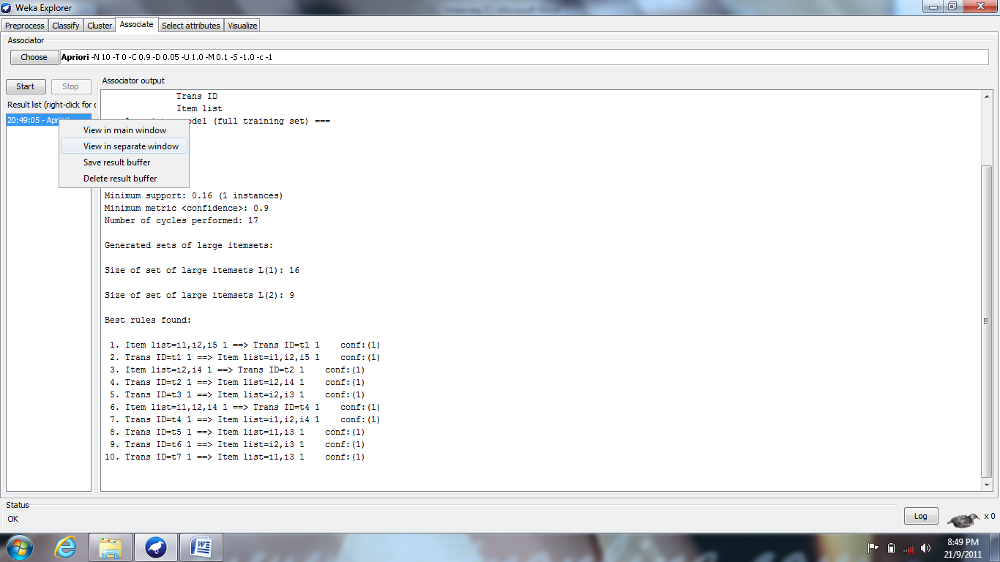 Weka Explorer
Preprocess Classify Cluster Associate Select attributes Visualize
Associator
Choose Apriori -N 10 -T 0 -C 0.9 -D 0.05 -U 1.0 -M 0.1 -S -1.0 -c -1
Start Stop
Result list (right-click for
20:49:05 - Apriori
View in main window
View in separate window
Save result buffer
Delete result buffer
Associator output
Trans ID
Item list
model (full training set) ===
Minimum support: 0.16 (1 instances)
Minimum metric <confidence>: 0.9
Number of cycles performed: 17
Generated sets of large itemsets:
Size of set of large itemsets L(1): 16
Size of set of large itemsets L(2): 9
Best rules found:
1. Item list=i1,i2,i5 1 ==> Trans ID=t1 1 conf:(1)
2. Trans ID=t1 1 ==> Item list=i1,i2,i5 1 conf:(1)
3. Item list=i2,i4 1 ==> Trans ID=t2 1 conf:(1)
4. Trans ID=t2 1 ==> Item list=i2,i4 1 conf:(1)
5. Trans ID=t3 1 ==> Item list=i2,i3 1 conf:(1)
6. Item list=i1,i2,i4 1 ==> Trans ID=t4 1 conf:(1)
7. Trans ID=t4 1 ==> Item list=i1,i2,i4 1 conf:(1)
8. Trans ID=t5 1 ==> Item list=i1,i3 1 conf:(1)
9. Trans ID=t6 1 ==> Item list=i2,i3 1 conf:(1)
10. Trans ID=t7 1 ==> Item list=i1,i3 1 conf:(1)
Status
OK
Log x 0
8:49 PM
21/9/2011